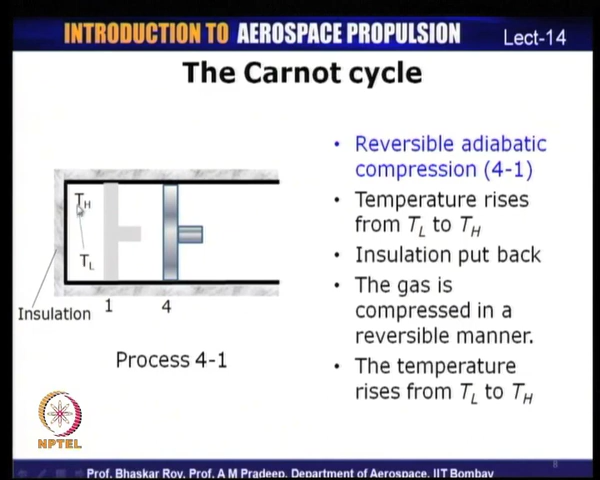 INTRODUCTION TO AEROSPACE PROPULSION
Lect-14
The Carnot cycle
• Reversible adiabatic
compression (4-1)
• Temperature rises
from TL to TH
• Insulation put back
• The gas is
compressed in a
reversible manner.
• The temperature
rises from TL to TH
TH
TL
Insulation
1
4
Process 4-1
NPTEL
Prof. Bhaskar Roy, Prof. A M Pradeep, Department of Aerospace, IIT Bombay
8